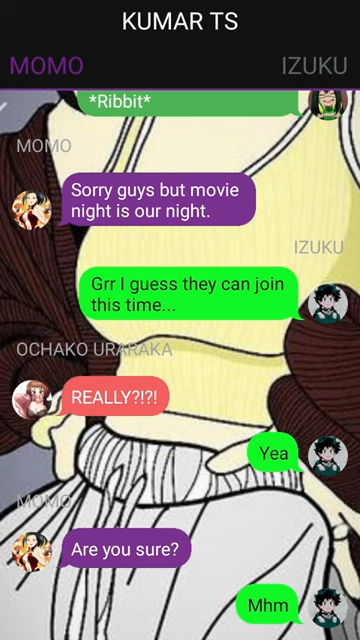 KUMAR TS
MOMO
IZUKU
*Ribbit*
MOMO
Sorry guys but movie
night is our night.
IZUKU
Grr I guess they can join
this time...
OCHAKO URARAKA
REALLY?!?!
Yea
MOMO
Are you sure?
Mhm